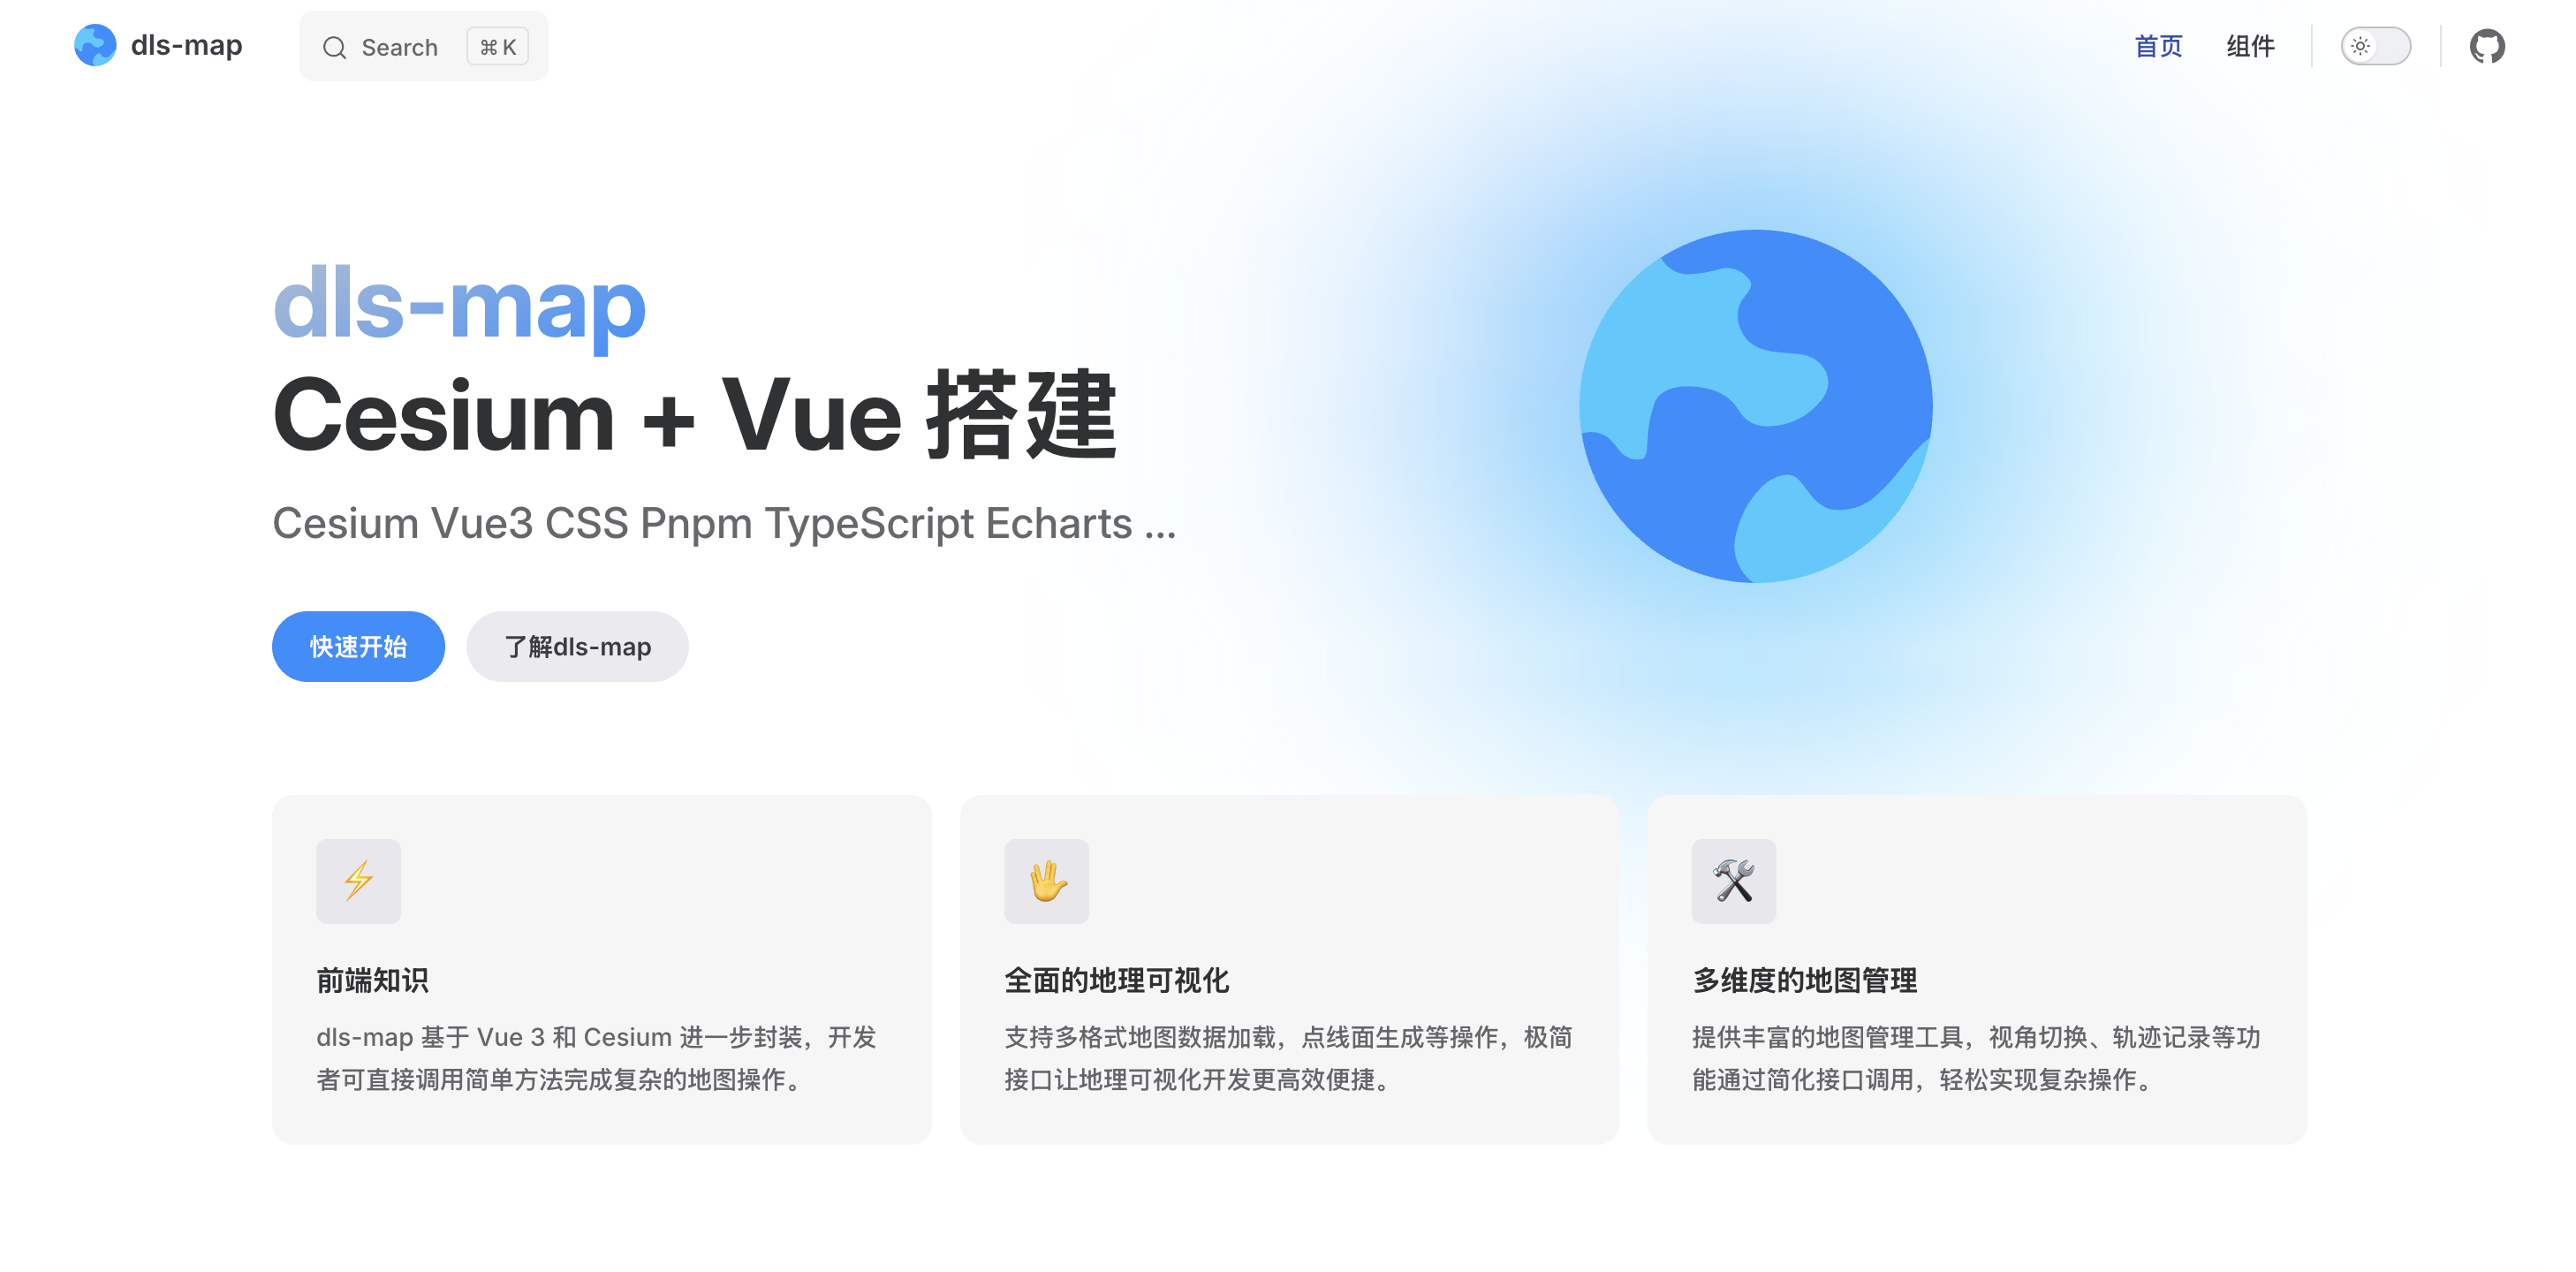 dls-map
Search ⌘ K
首页
组件
dls-map
Cesium + Vue 搭建
Cesium Vue3 CSS Pnpm TypeScript Echarts ...
快速开始
了解dls-map
前端知识
dls-map 基于 Vue 3 和 Cesium 进一步封装，开发
者可直接调用简单方法完成复杂的地图操作。
全面的地理可视化
支持多格式地图数据加载，点线面生成等操作，极简
接口让地理可视化开发更高效便捷。
多维度的地图管理
提供丰富的地图管理工具，视角切换、轨迹记录等功
能通过简化接口调用，轻松实现复杂操作。